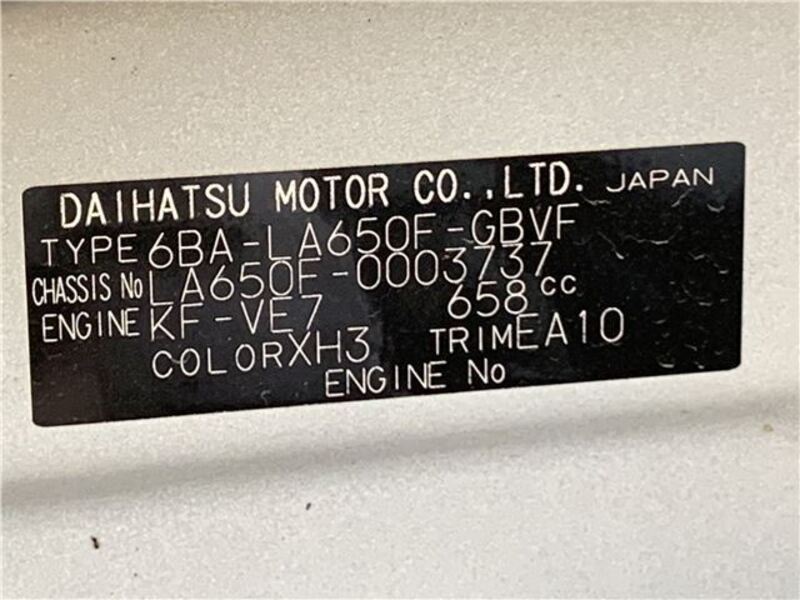 DAIHATSU MOTOR CO.,LTD. JAPAN
TYPE 6BA-LA650F-GBVF
CHASSIS No LA650F-0003737
ENGINE KF-VE7 658 cc
COLOR XH3 TRIM EA10
ENGINE No